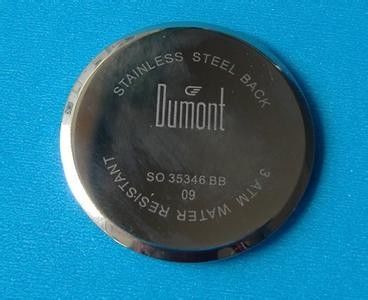 STAINLESS STEEL BACK
Dumont
SO 35346 BB
09
3 ATM WATER RESISTANT